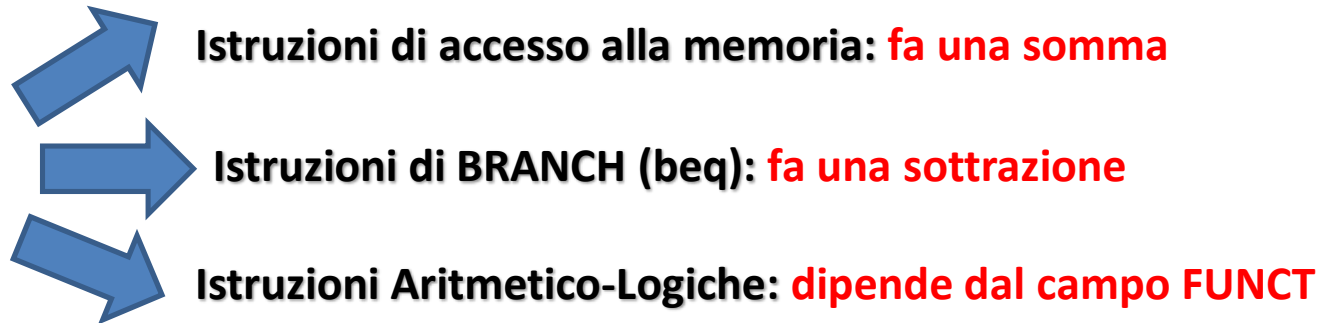 Istruzioni di accesso alla memoria: fa una somma
Istruzioni di BRANCH (beq): fa una sottrazione
Istruzioni Aritmetico-Logiche: dipende dal campo FUNCT